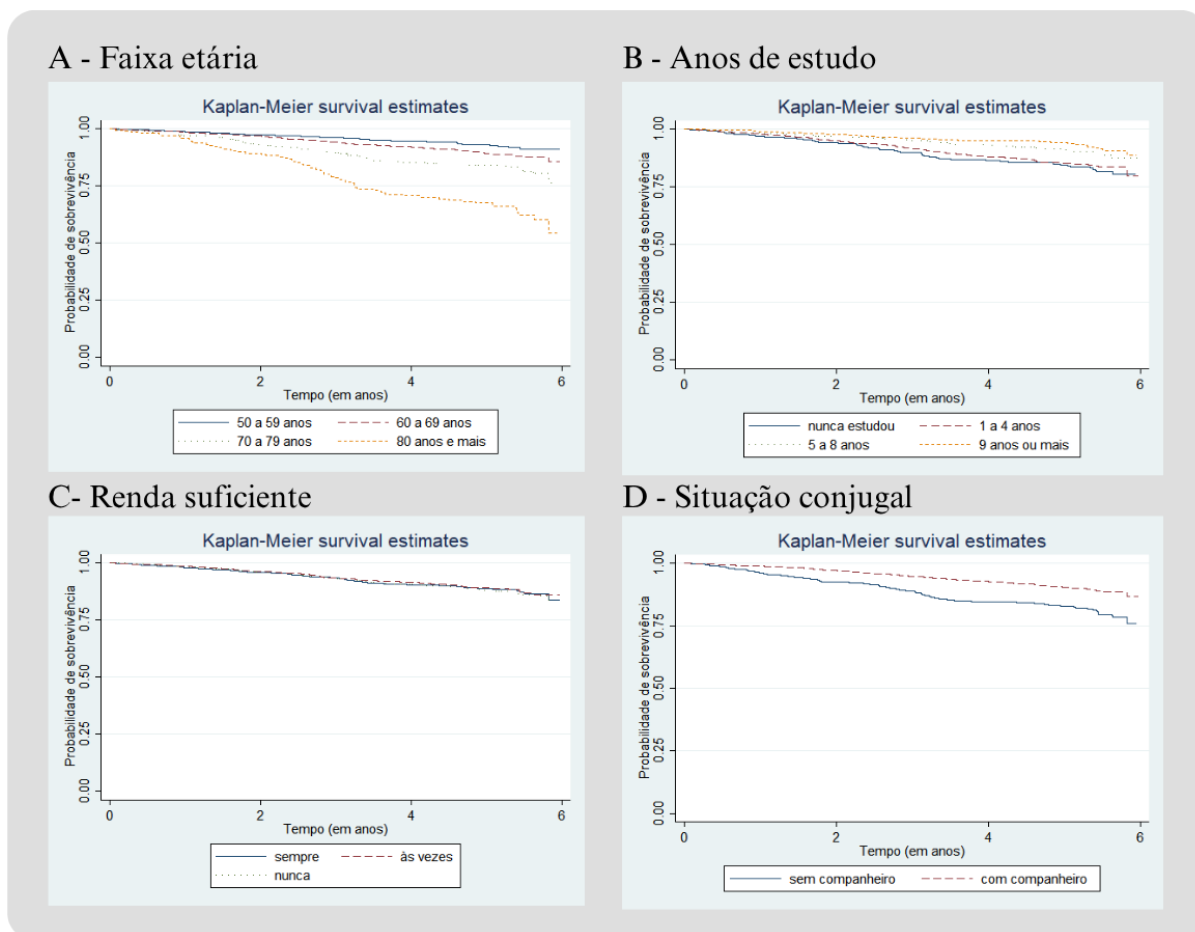 A - Faixa etária
Kaplan-Meier survival estimates
Probabilidade de sobrevivência
1.00
0.75
0.50
0.25
0.00
0 2 4 6
Tempo (em anos)
50 a 59 anos 60 a 69 anos
70 a 79 anos 80 anos e mais
B - Anos de estudo
Kaplan-Meier survival estimates
Probabilidade de sobrevivência
1.00
0.75
0.50
0.25
0.00
0 2 4 6
Tempo (em anos)
nunca estudou 1 a 4 anos
5 a 8 anos 9 anos ou mais
C- Renda suficiente
Kaplan-Meier survival estimates
Probabilidade de sobrevivência
1.00
0.75
0.50
0.25
0.00
0 2 4 6
Tempo (em anos)
sempre às vezes
nunca
D - Situação conjugal
Kaplan-Meier survival estimates
Probabilidade de sobrevivência
1.00
0.75
0.50
0.25
0.00
0 2 4 6
Tempo (em anos)
sem companheiro com companheiro